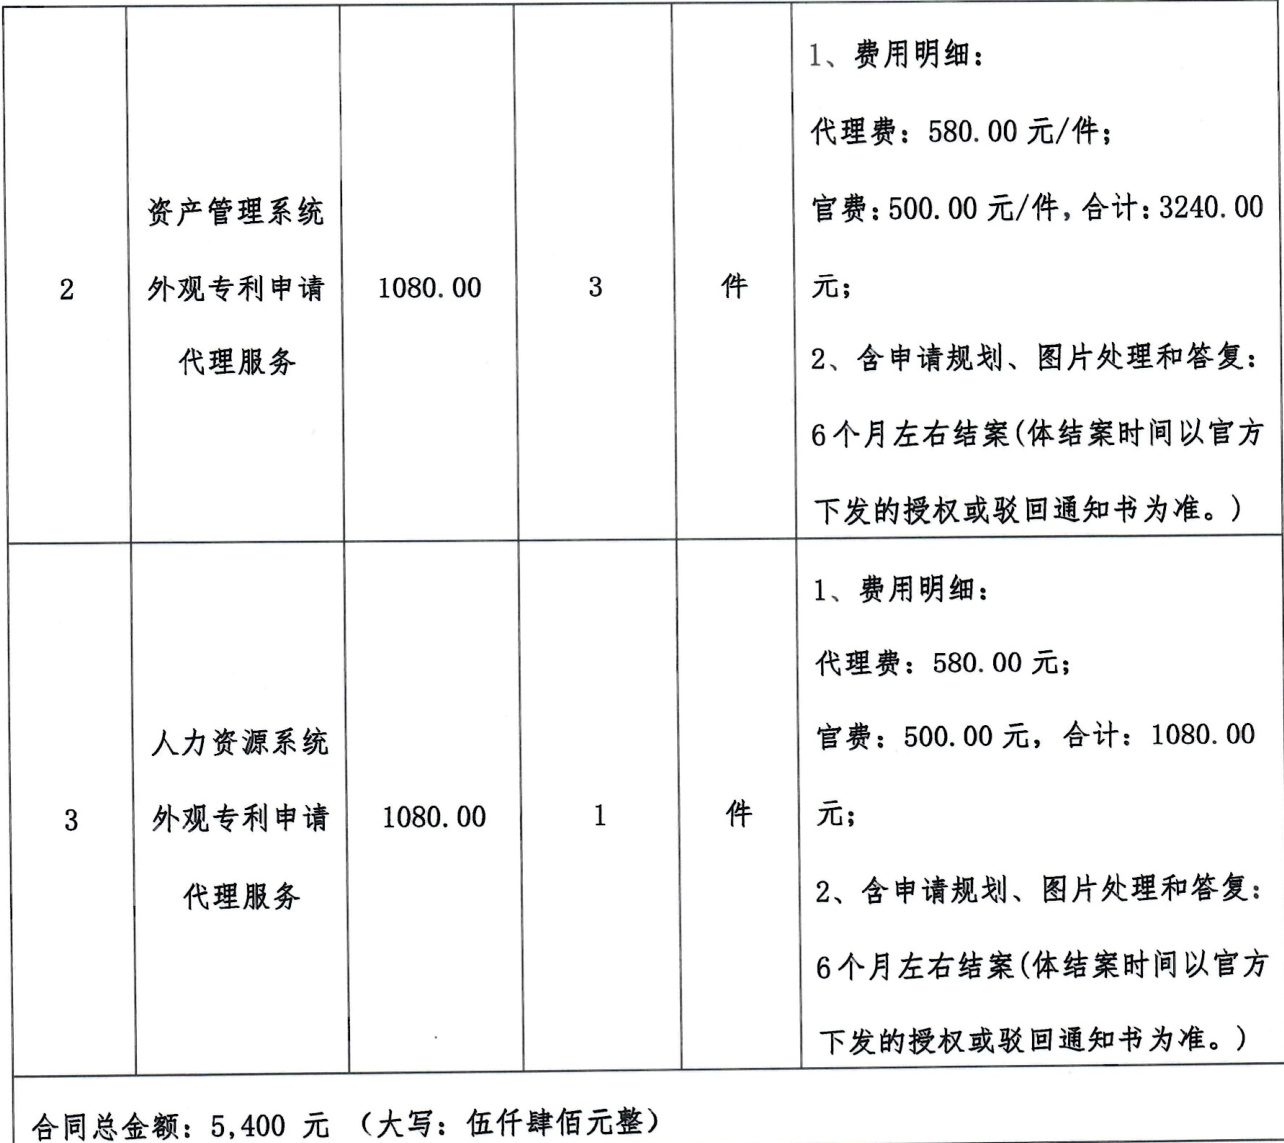 2
资产管理系统
外观专利申请
代理服务
1080.00
3
件
1、费用明细：
代理费：580.00 元/件；
官费：500.00 元/件，合计：3240.00
元；
2、含申请规划、图片处理和答复：
6个月左右结案(体结案时间以官方
下发的授权或驳回通知书为准。)
3
人力资源系统
外观专利申请
代理服务
1080.00
1
件
1、费用明细：
代理费：580.00 元；
官费：500.00 元，合计：1080.00
元；
2、含申请规划、图片处理和答复：
6个月左右结案(体结案时间以官方
下发的授权或驳回通知书为准。)
合同总金额：5,400 元 （大写：伍仟肆佰元整）